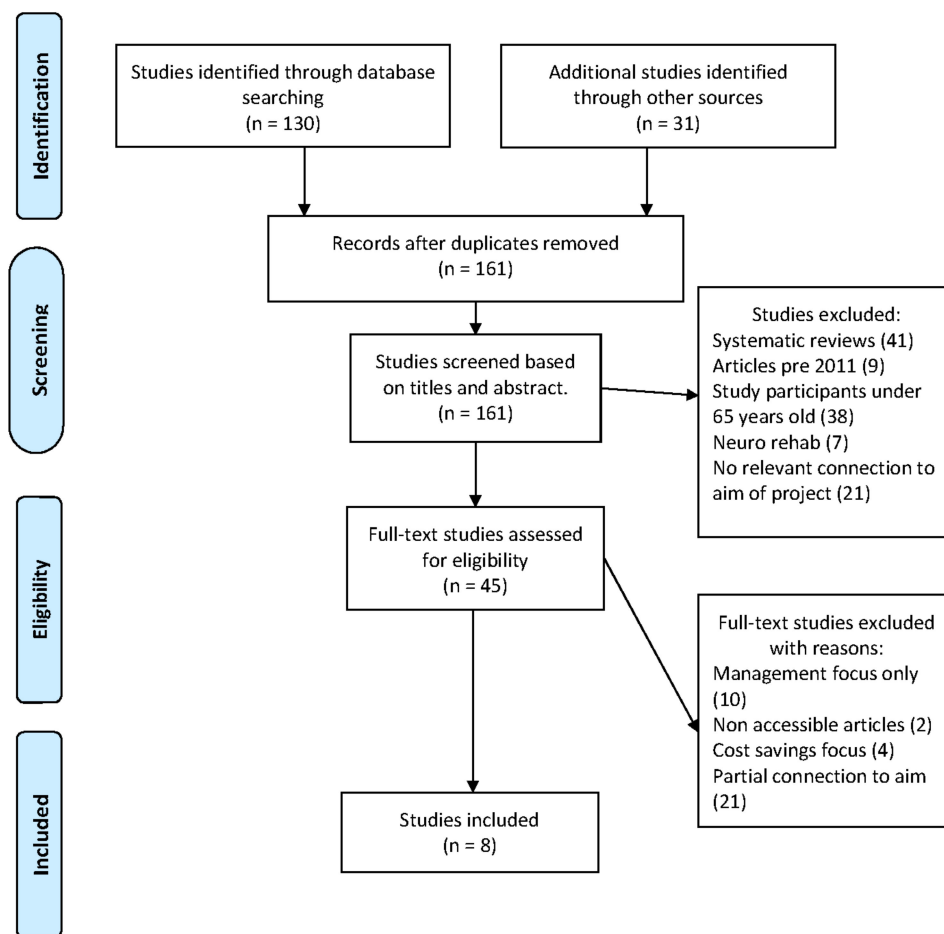 Identification
Studies identified through database
searching
(n = 130)
Additional studies identified
through other sources
(n = 31)
Records after duplicates removed
(n = 161)
Screening
Studies screened based
on titles and abstract.
(n = 161)
Studies excluded:
Systematic reviews (41)
Articles pre 2011 (9)
Study participants under
65 years old (38)
Neuro rehab (7)
No relevant connection to
aim of project (21)
Eligibility
Full-text studies assessed
for eligibility
(n = 45)
Full-text studies excluded
with reasons:
Management focus only
(10)
Non accessible articles (2)
Cost savings focus (4)
Partial connection to aim
(21)
Included
Studies included
(n = 8)